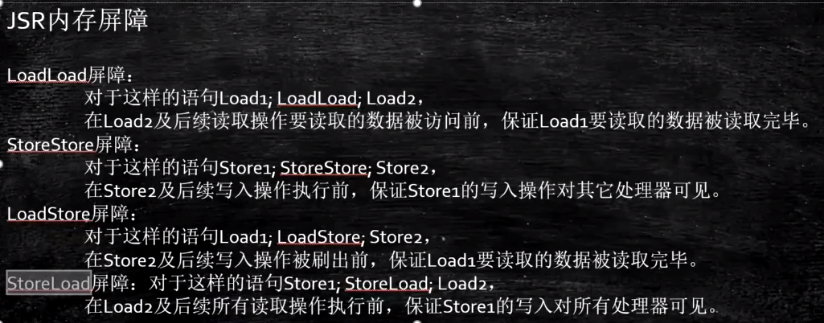 JSR内存屏障
LoadLoad屏障：
对于这样的语句Load1; LoadLoad; Load2，
在Load2及后续读取操作要读取的数据被访问前，保证Load1要读取的数据被读取完毕。
StoreStore屏障：
对于这样的语句Store1; StoreStore; Store2，
在Store2及后续写入操作执行前，保证Store1的写入操作对其它处理器可见。
LoadStore屏障：
对于这样的语句Load1; LoadStore; Store2，
在Store2及后续写入操作被刷出前，保证Load1要读取的数据被读取完毕。
StoreLoad屏障：对于这样的语句Store1; StoreLoad; Load2，
在Load2及后续所有读取操作执行前，保证Store1的写入对所有处理器可见。